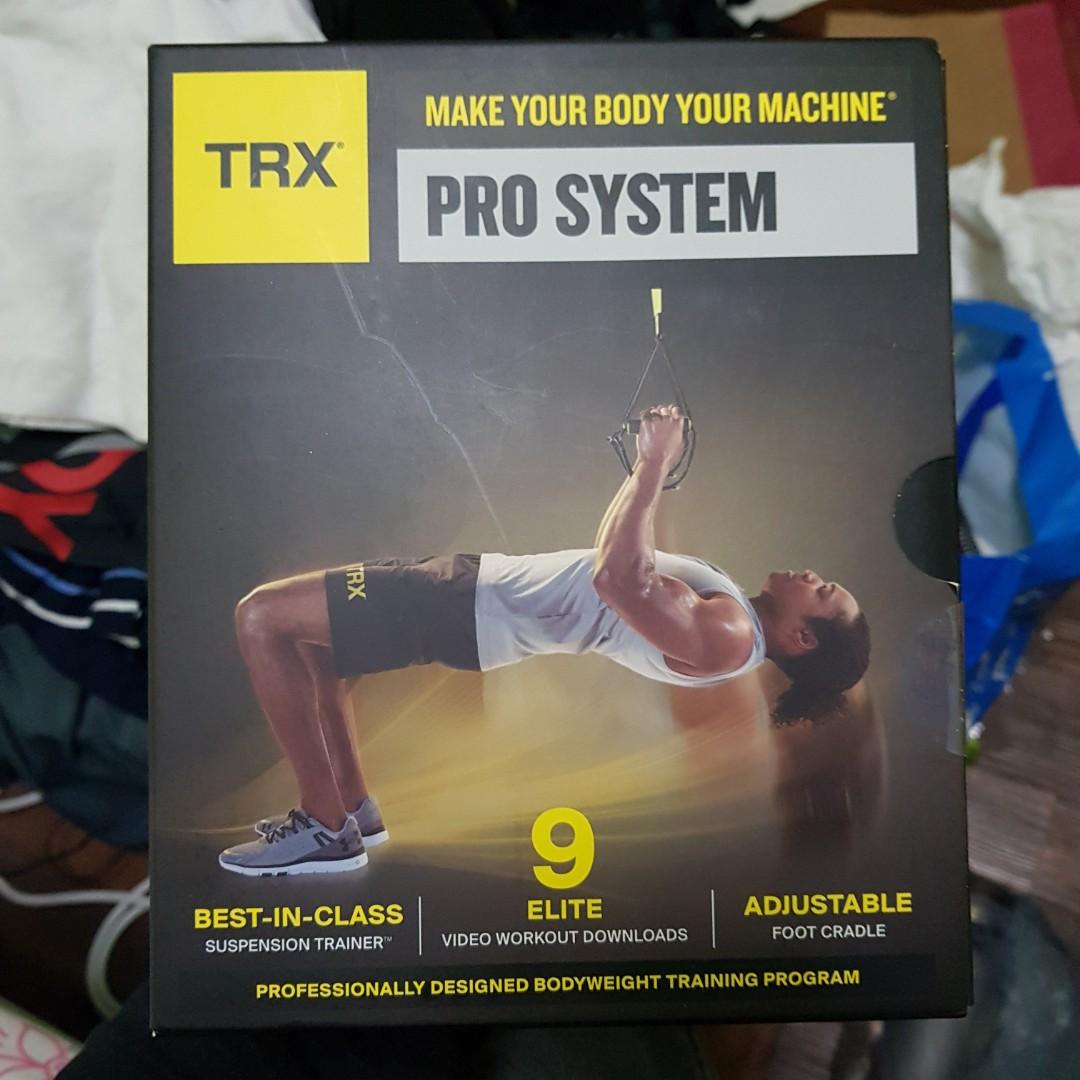 TRX®
MAKE YOUR BODY YOUR MACHINE®
PRO SYSTEM
TRX
9
ELITE
VIDEO WORKOUT DOWNLOADS
BEST-IN-CLASS
SUSPENSION TRAINER™
ADJUSTABLE
FOOT CRADLE
PROFESSIONALLY DESIGNED BODYWEIGHT TRAINING PROGRAM